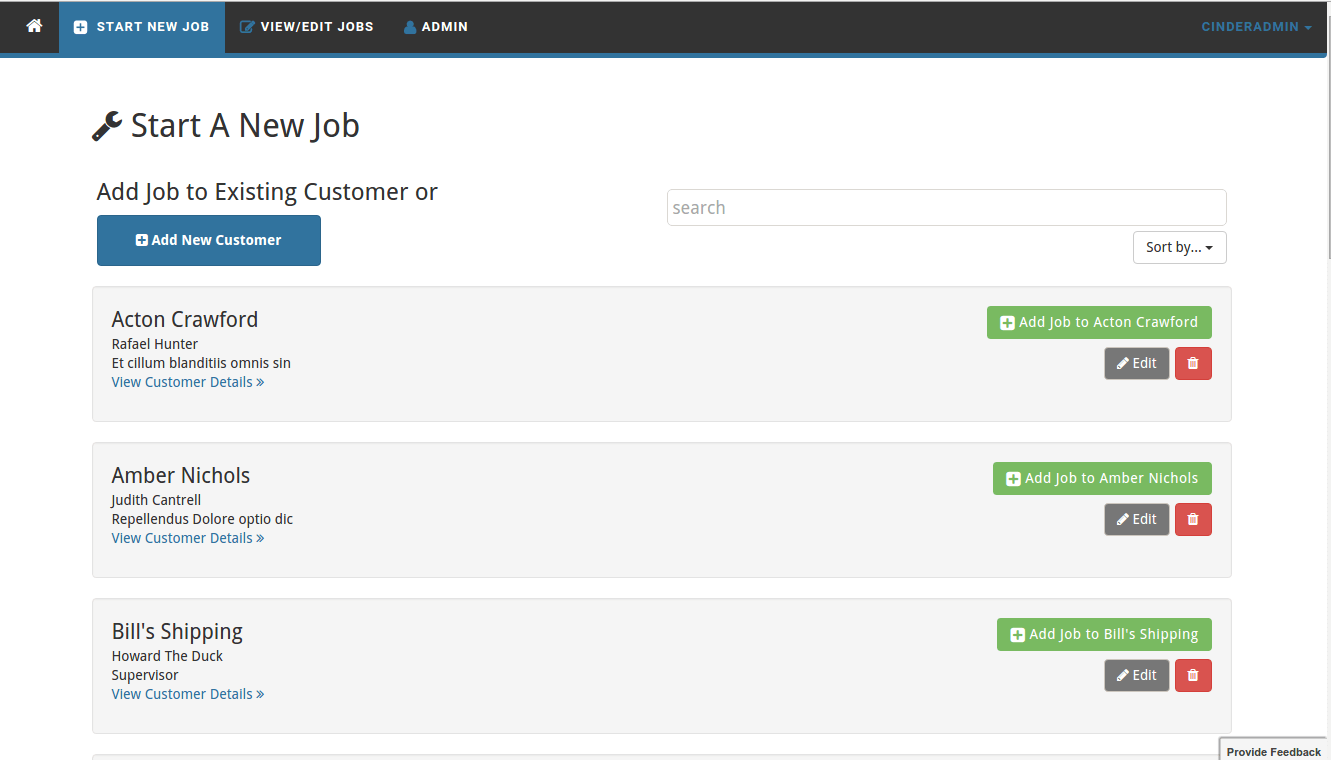 START NEW JOB VIEW/EDIT JOBS ADMIN CINDERADMIN
Start A New Job
Add Job to Existing Customer or
search
Add New Customer
Sort by...
Acton Crawford
Add Job to Acton Crawford
Rafael Hunter
Et cillum blanditiis omnis sin
Edit
View Customer Details »
Amber Nichols
Add Job to Amber Nichols
Judith Cantrell
Repellendus Dolore optio dic
Edit
View Customer Details »
Bill's Shipping
Add Job to Bill's Shipping
Howard The Duck
Supervisor
Edit
View Customer Details »
Provide Feedback